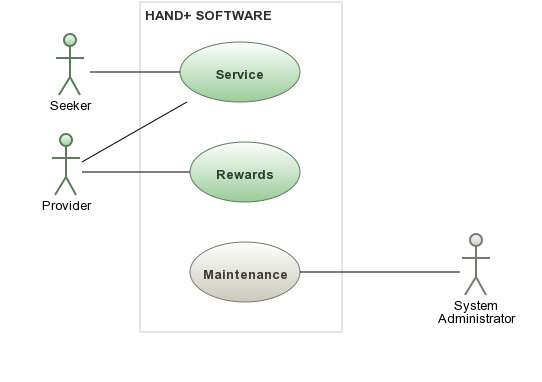 HAND+ SOFTWARE
Service
Seeker
Rewards
Provider
Maintenance
System
Administrator